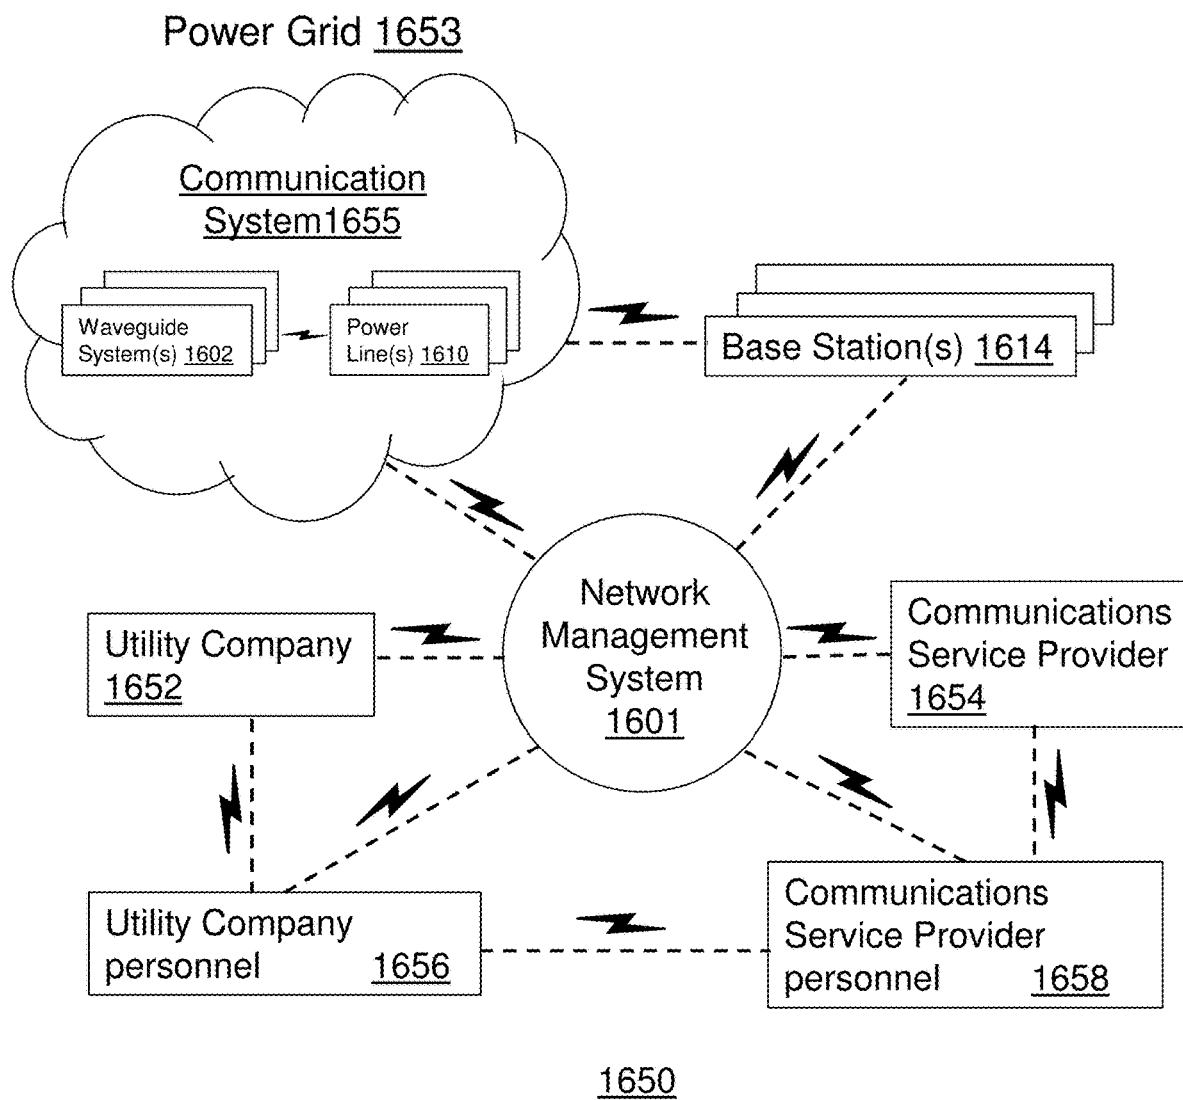 Power Grid 1653
Communication
System1655
Waveguide
System(s) 1602
Power
Line(s) 1610
Base Station(s) 1614
Network
Management
System
1601
Utility Company
1652
Communications
Service Provider
1654
Utility Company
personnel 1656
Communications
Service Provider
personnel 1658
1650